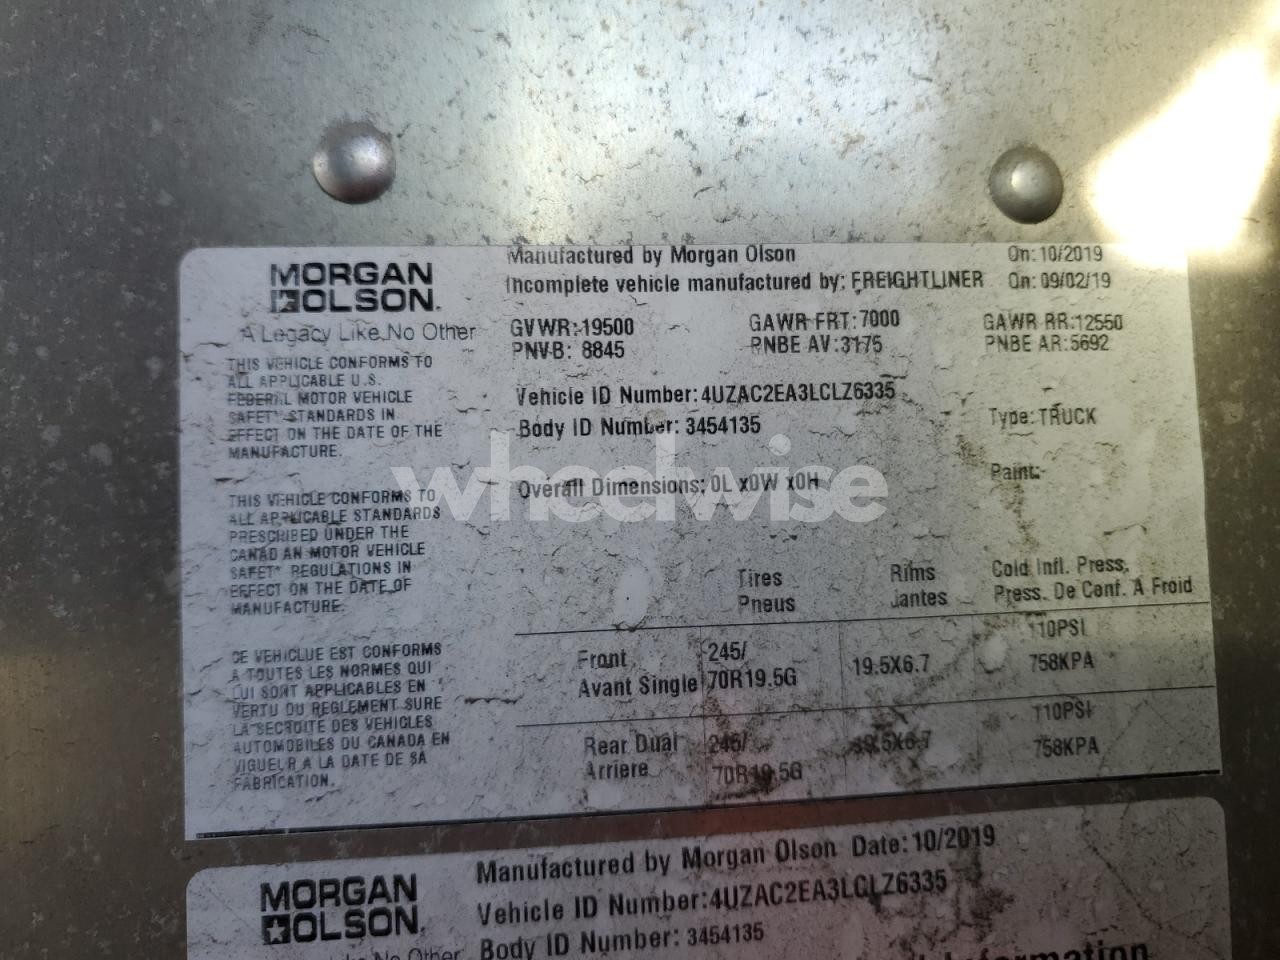 MORGAN
OLSON.
A Legacy Like No Other
THIS VEHICLE CONFORMS TO
ALL APPLICABLE U.S.
FEDERAL MOTOR VEHICLE
SAFETY STANDARDS IN
EFFECT ON THE DATE OF THE
MANUFACTURE.
THIS VEHICLE CONFORMS TO
ALL APPLICABLE STANDARDS
PRESCRIBED UNDER THE
CANADIAN MOTOR VEHICLE
SAFETY REGULATIONS IN
EFFECT ON THE DATE OF
MANUFACTURE.
CE VEHICLUE EST CONFORMS
A TOUTES LES NORMES QUI
LUI SORT APPLICABLES EN
VERTU DU REGLEMENT SURE
LA SECROITE DES VEHICLES
AUTOMOBILES DU CANADA EN
VIGUEUR A LA DATE DE SA
FABRICATION.
Manufactured by Morgan Olson On: 10/2019
Incomplete vehicle manufactured by: FREIGHTLINER On: 09/02/19
GVWR:19500 GAWR FRT:7000 GAWR RR:12550
PNV-B: 8845 PNBE AV:3175 PNBE AR:5692
Vehicle ID Number:4UZAC2EA3LCLZ6335
Body ID Number: 3454135 Type: TRUCK
Overall Dimensions: 0L x0W x0H Paint:-
Tires Rims Cold Infl. Press.
Pneus Jantes Press. De Conf. A Froid
Front 245/ 19.5X6.7 110PSI
Avant Single 70R19.5G 758KPA
Rear Dual 245/ 19.5X6.7 110PSI
Arriere 70R19.5G 758KPA
wheelwise
MORGAN
OLSON.
No Other
Manufactured by Morgan Olson Date: 10/2019
Vehicle ID Number:4UZAC2EA3LCLZ6335
Body ID Number: 3454135